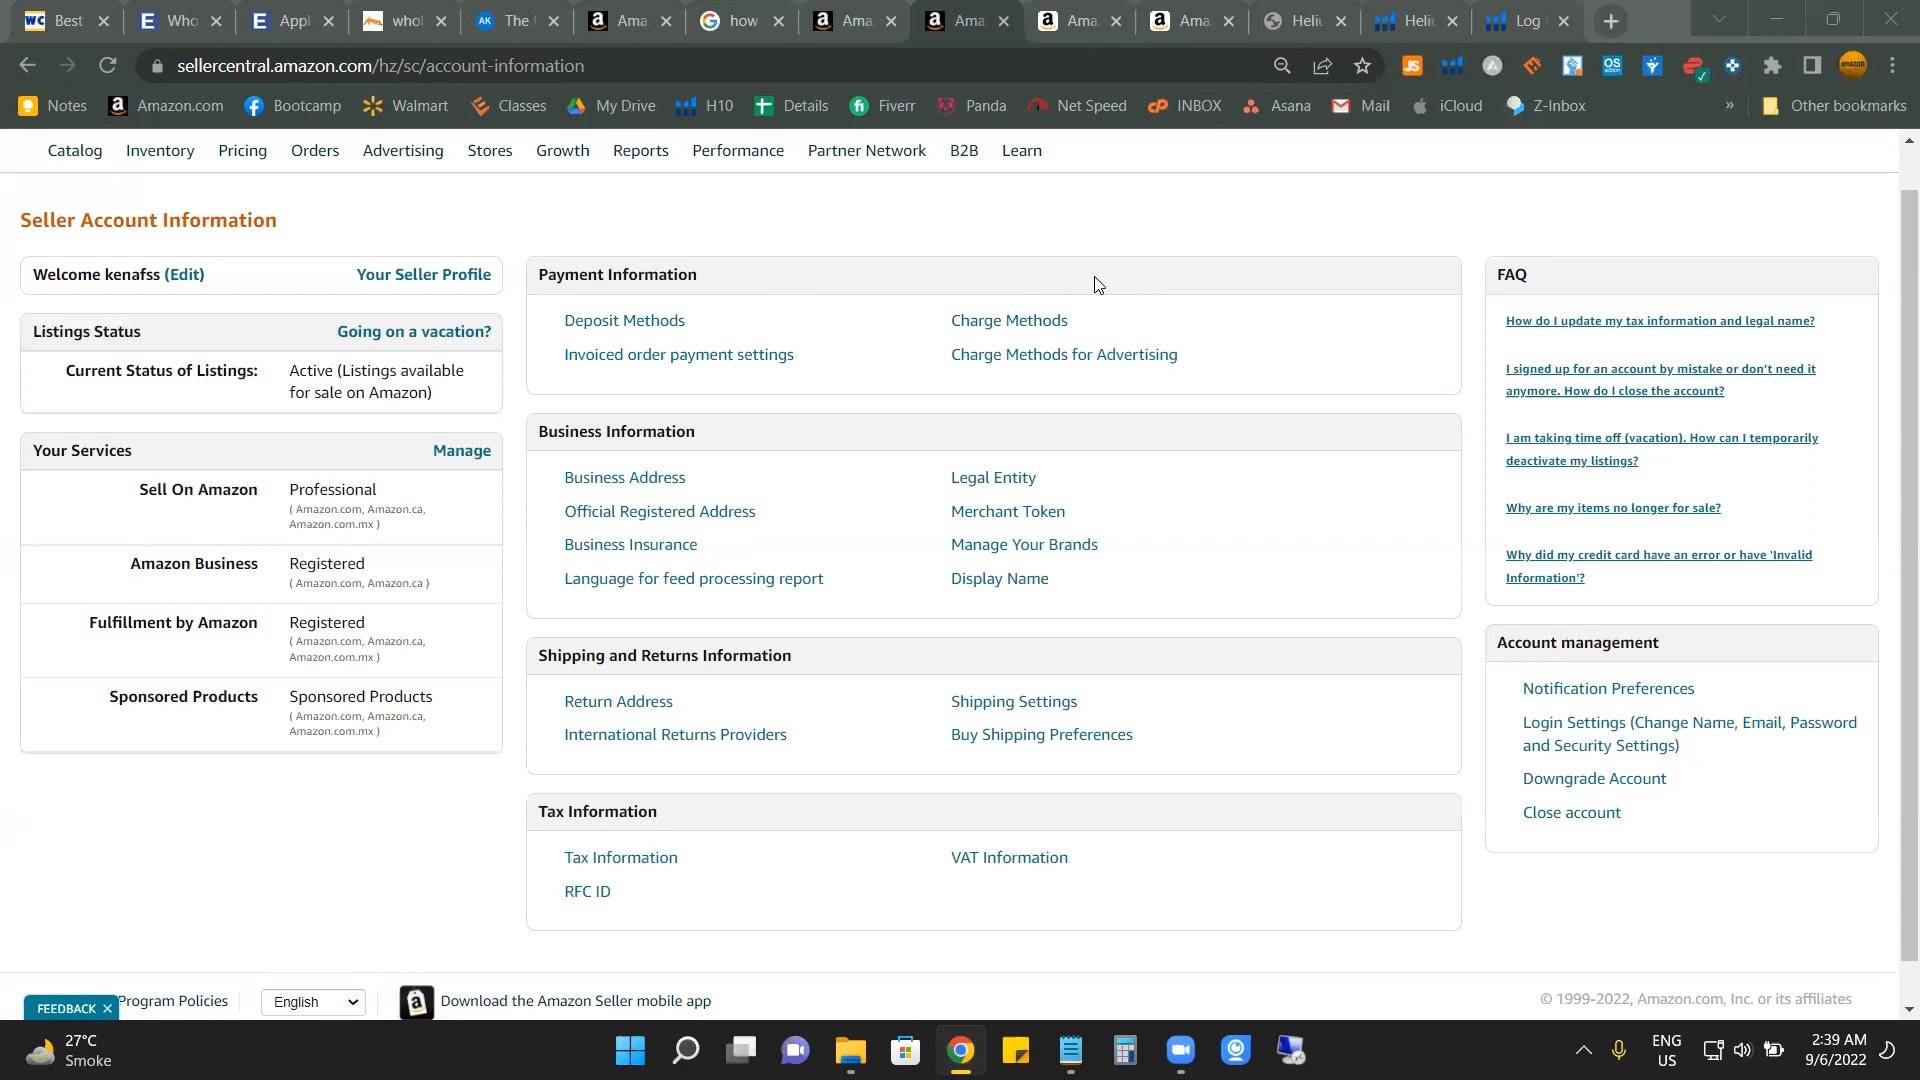 Best
Who
Appl
whol
The
Ama
how
Ama
Ama
Ama
Ama
Heliu
Heliu
Log
sellercentral.amazon.com/hz/sc/account-information
Notes
Amazon.com
Bootcamp
Walmart
Classes
My Drive
H10
Details
Fiverr
Panda
Net Speed
INBOX
Asana
Mail
iCloud
Z-Inbox
»
Other bookmarks
Catalog Inventory Pricing Orders Advertising Stores Growth Reports Performance Partner Network B2B Learn
Seller Account Information
Welcome kenafss (Edit) Your Seller Profile
Listings Status Going on a vacation?
Current Status of Listings: Active (Listings available
for sale on Amazon)
Your Services Manage
Sell On Amazon Professional
( Amazon.com, Amazon.ca,
Amazon.com.mx )
Amazon Business Registered
( Amazon.com, Amazon.ca )
Fulfillment by Amazon Registered
( Amazon.com, Amazon.ca,
Amazon.com.mx )
Sponsored Products Sponsored Products
( Amazon.com, Amazon.ca,
Amazon.com.mx )
Payment Information
Deposit Methods Charge Methods
Invoiced order payment settings Charge Methods for Advertising
Business Information
Business Address Legal Entity
Official Registered Address Merchant Token
Business Insurance Manage Your Brands
Language for feed processing report Display Name
Shipping and Returns Information
Return Address Shipping Settings
International Returns Providers Buy Shipping Preferences
Tax Information
Tax Information VAT Information
RFC ID
FAQ
How do I update my tax information and legal name?
I signed up for an account by mistake or don't need it
anymore. How do I close the account?
I am taking time off (vacation). How can I temporarily
deactivate my listings?
Why are my items no longer for sale?
Why did my credit card have an error or have 'Invalid
Information'?
Account management
Notification Preferences
Login Settings (Change Name, Email, Password
and Security Settings)
Downgrade Account
Close account
FEEDBACK ×
Program Policies
English
Download the Amazon Seller mobile app
© 1999-2022, Amazon.com, Inc. or its affiliates
27°C
Smoke
ENG
US
2:39 AM
9/6/2022